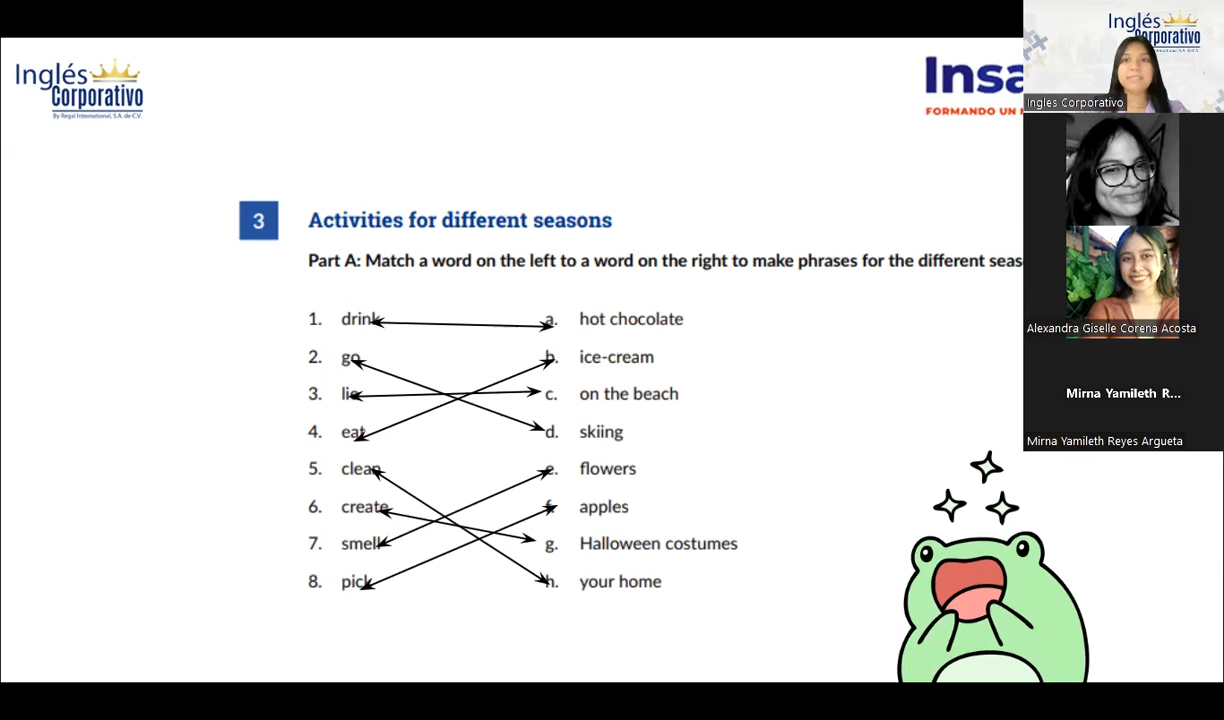 Inglés
Corporativo
By Regal International, S.A. de C.V.
Insa
FORMANDO UN
Inglés
Corporativo
Ingles Corporativo
3 Activities for different seasons
Part A: Match a word on the left to a word on the right to make phrases for the different seas
1. drink a. hot chocolate
2. go b. ice-cream
3. lie c. on the beach
4. eat d. skiing
5. clean e. flowers
6. create f. apples
7. smell g. Halloween costumes
8. pick h. your home
Alexandra Giselle Corena Acosta
Mirna Yamileth R...
Mirna Yamileth Reyes Argueta